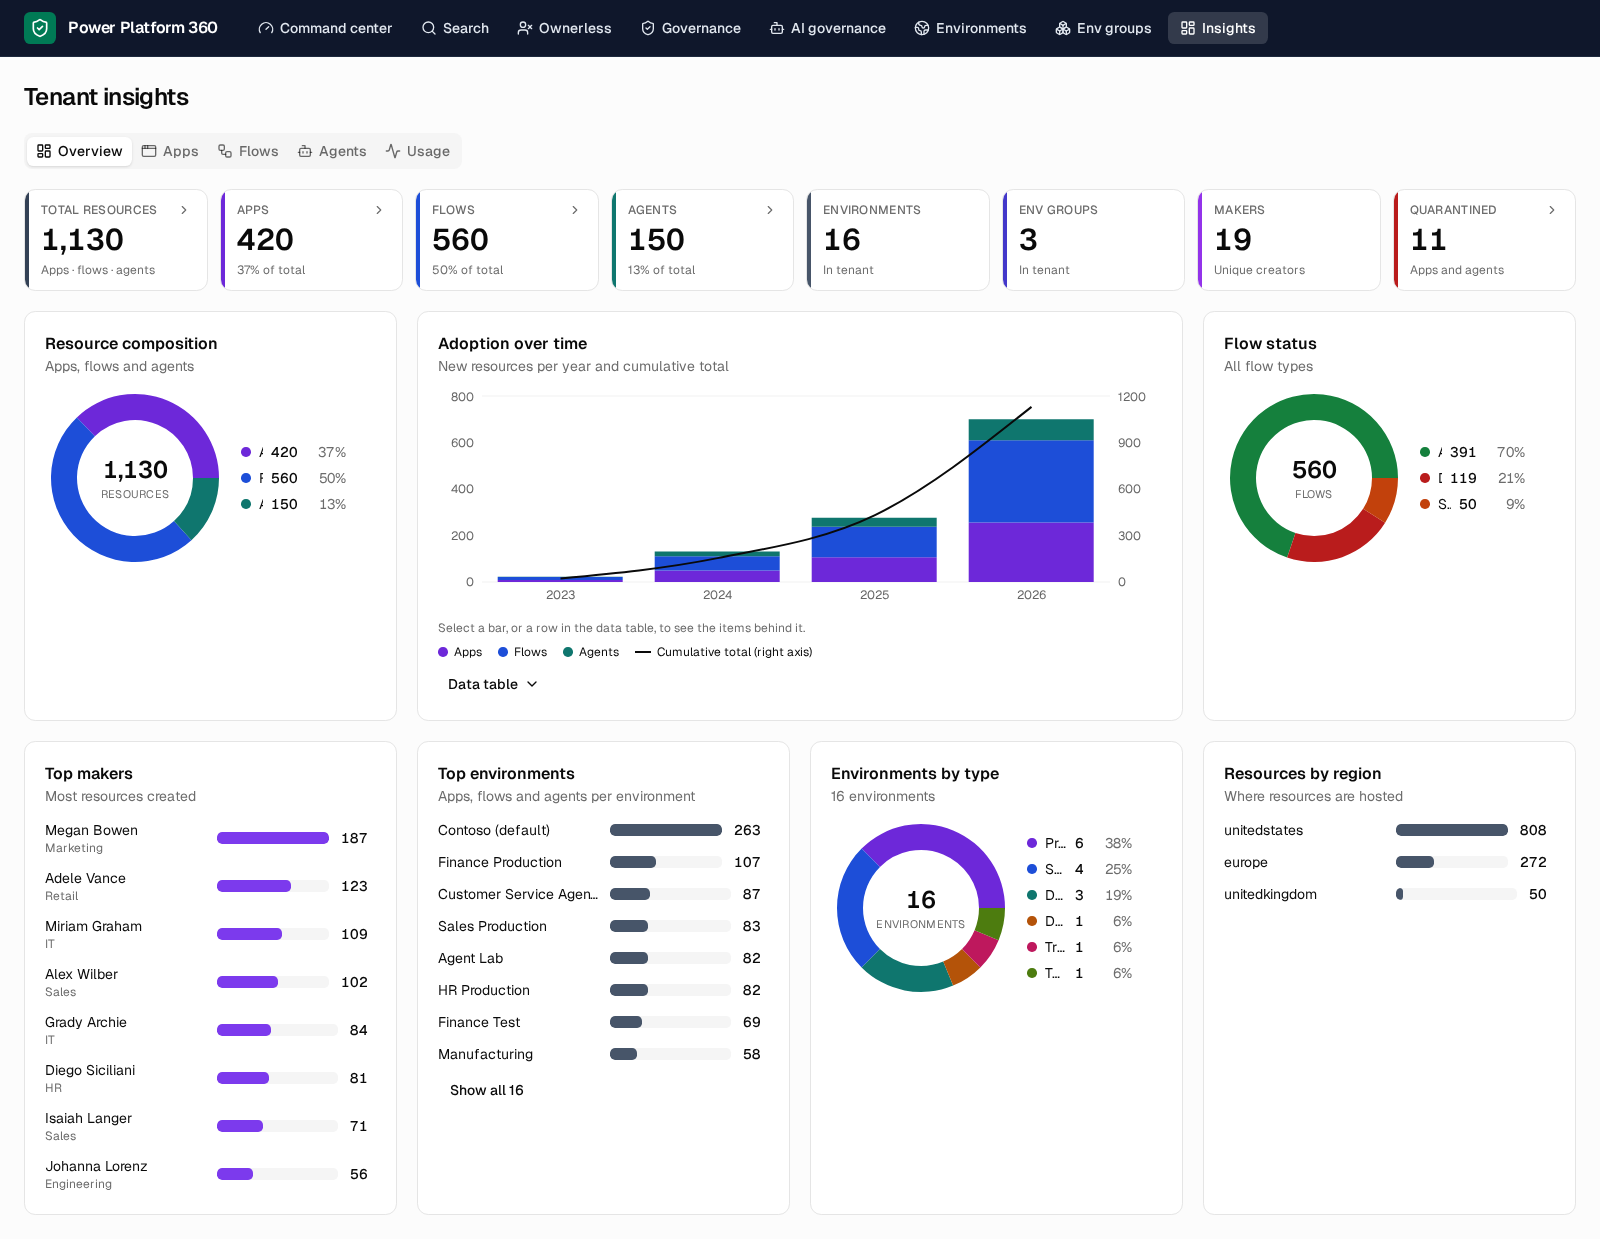 Power Platform 360
Command center
Search
Ownerless
Governance
AI governance
Environments
Env groups
Insights
Tenant insights
Overview
Apps
Flows
Agents
Usage
TOTAL RESOURCES
1,130
Apps · flows · agents
APPS
420
37% of total
FLOWS
560
50% of total
AGENTS
150
13% of total
ENVIRONMENTS
16
In tenant
ENV GROUPS
3
In tenant
MAKERS
19
Unique creators
QUARANTINED
11
Apps and agents
Resource composition
Apps, flows and agents
1,130
RESOURCES
420 37%
560 50%
150 13%
Adoption over time
New resources per year and cumulative total
800
600
400
200
0
1200
900
600
300
0
2023 2024 2025 2026
Select a bar, or a row in the data table, to see the items behind it.
Apps Flows Agents Cumulative total (right axis)
Data table
Flow status
All flow types
560
FLOWS
391 70%
119 21%
S.. 50 9%
Top makers
Most resources created
Megan Bowen
Marketing
187
Adele Vance
Retail
123
Miriam Graham
IT
109
Alex Wilber
Sales
102
Grady Archie
IT
84
Diego Siciliani
HR
81
Isaiah Langer
Sales
71
Johanna Lorenz
Engineering
56
Top environments
Apps, flows and agents per environment
Contoso (default) 263
Finance Production 107
Customer Service Agen... 87
Sales Production 83
Agent Lab 82
HR Production 82
Finance Test 69
Manufacturing 58
Show all 16
Environments by type
16 environments
16
ENVIRONMENTS
Pr... 6 38%
S... 4 25%
D... 3 19%
D... 1 6%
Tr... 1 6%
T... 1 6%
Resources by region
Where resources are hosted
unitedstates 808
europe 272
unitedkingdom 50